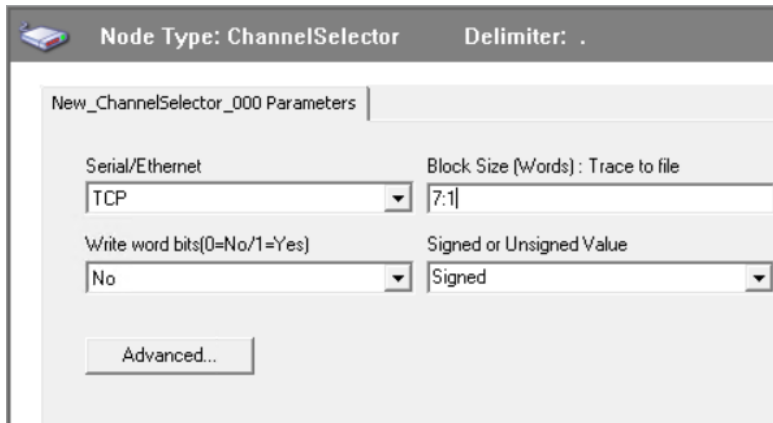 Node Type: ChannelSelector Delimiter: .
New_ChannelSelector_000 Parameters
Serial/Ethernet Block Size (Words) : Trace to file
TCP 7:1
Write word bits(0=No/1=Yes) Signed or Unsigned Value
No Signed
Advanced...